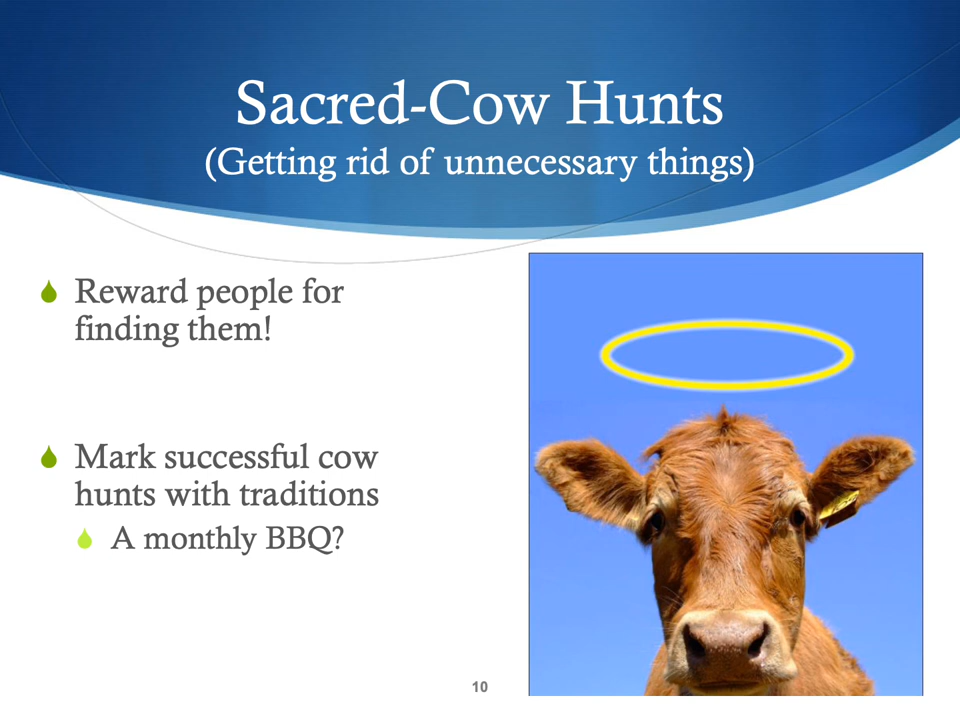 Sacred-Cow Hunts
(Getting rid of unnecessary things)
Reward people for
finding them!
Mark successful cow
hunts with traditions
A monthly BBQ?
10